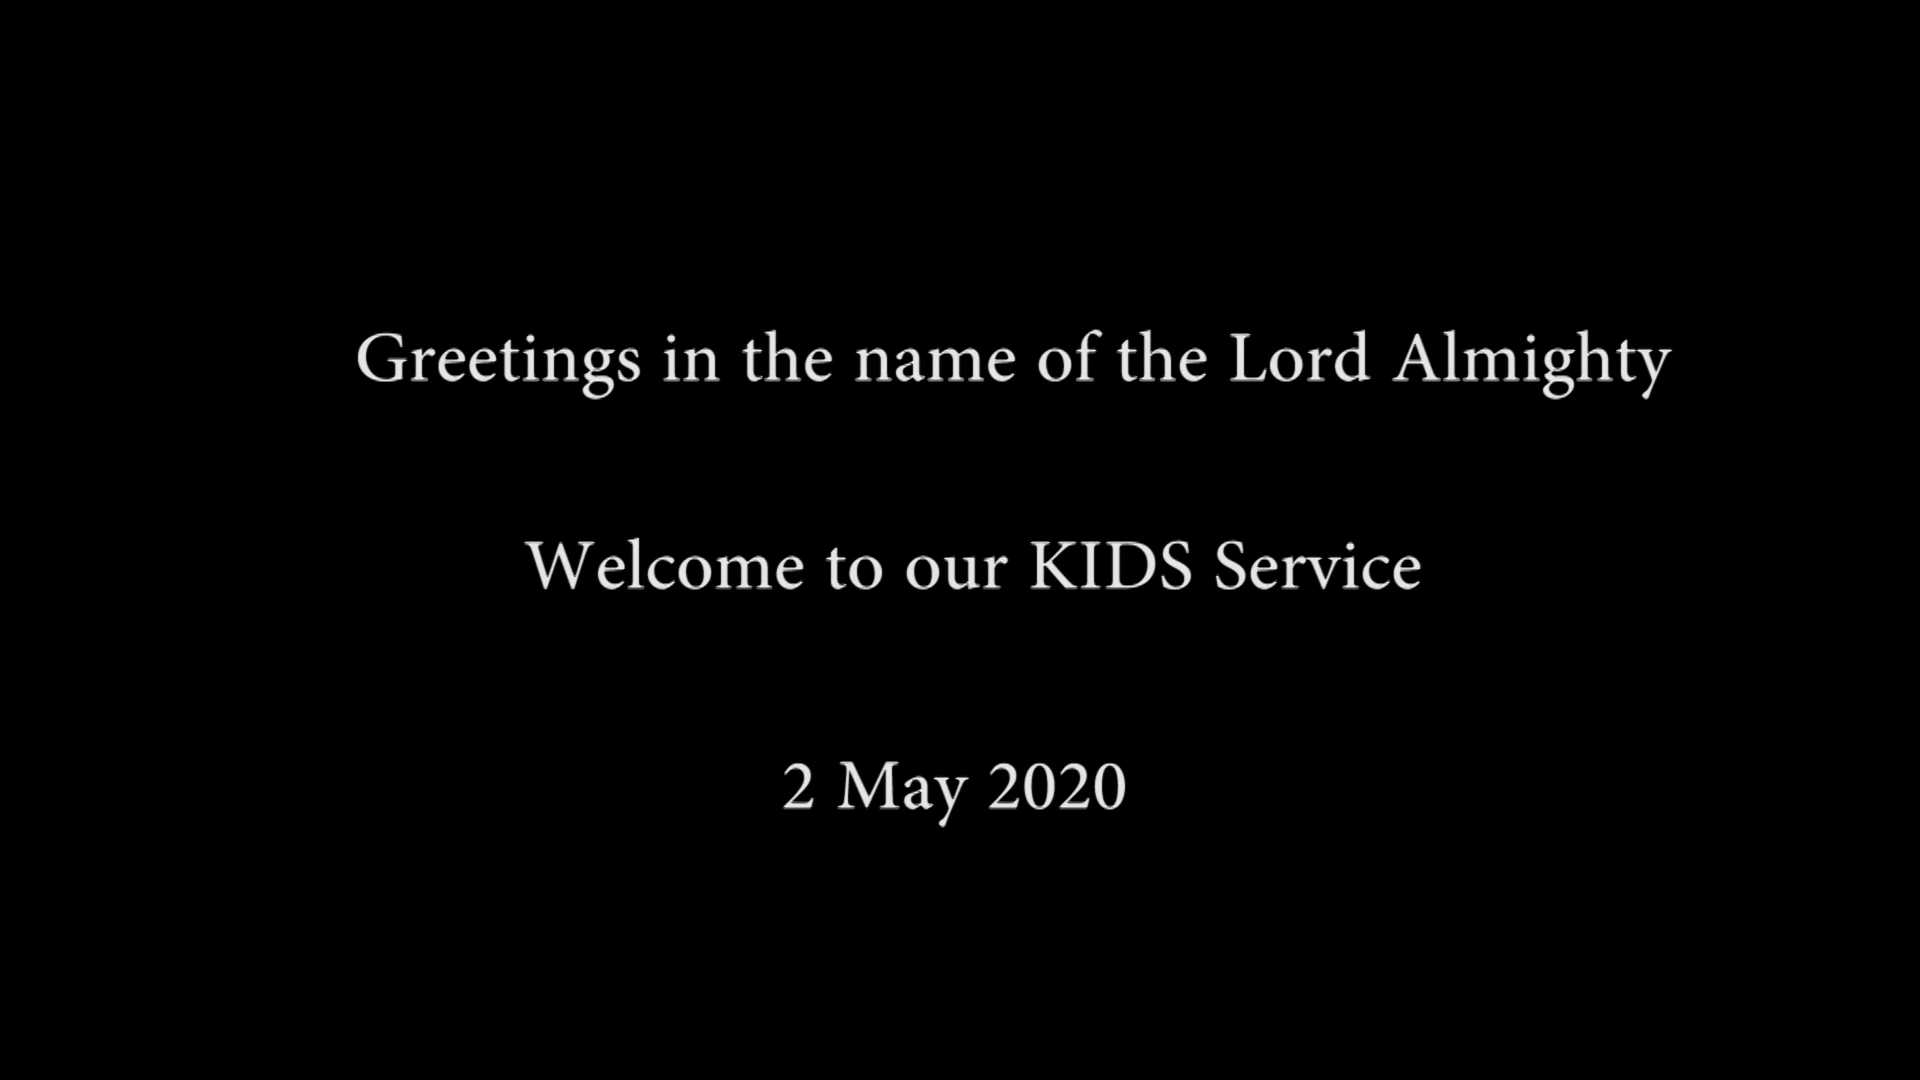 Greetings in the name of the Lord Almighty
Welcome to our KIDS Service
2 May 2020